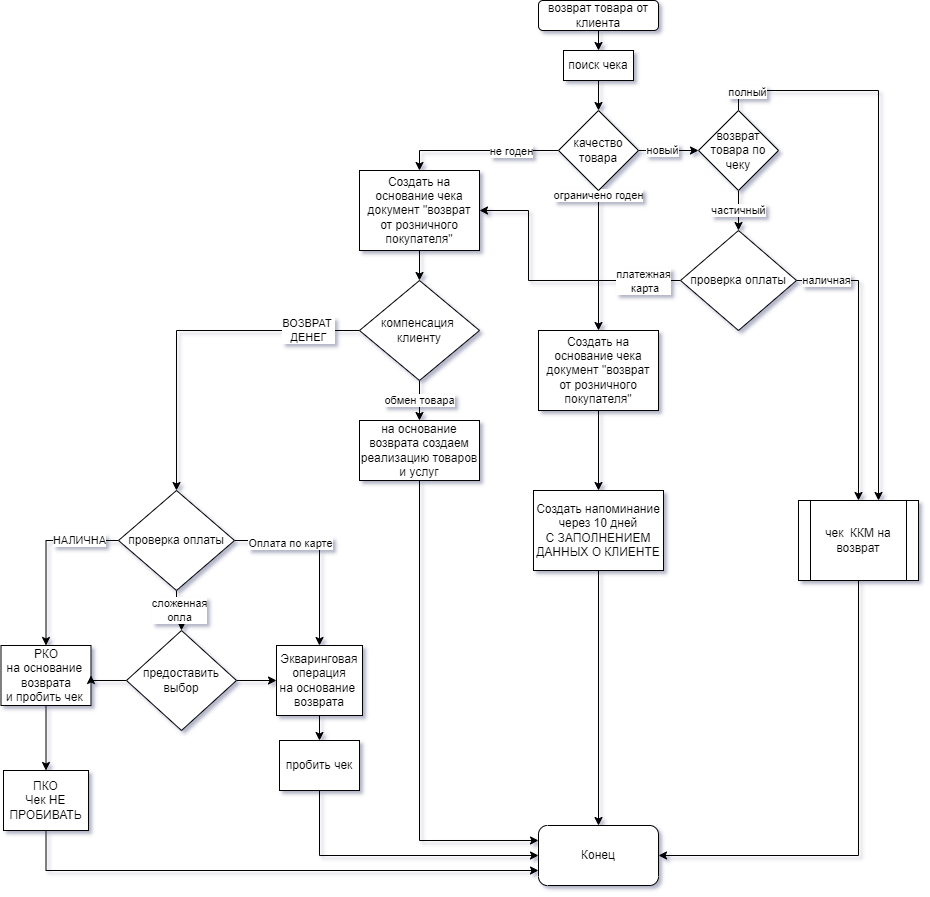 возврат товара от
клиента
поиск чека
полный
качество
товара
не годен
новый
возврат
товара по
чеку
ограничено годен
Создать на
основание чека
документ "возврат
от розничного
покупателя"
частичный
платежная
карта
проверка оплаты
наличная
ВОЗВРАТ
ДЕНЕГ
компенсация
клиенту
Создать на
основание чека
документ "возврат
от розничного
покупателя"
обмен товара
на основание
возврата создаем
реализацию товаров
и услуг
Создать напоминание
через 10 дней
С ЗАПОЛНЕНИЕМ
ДАННЫХ О КЛИЕНТЕ
чек ККМ на
возврат
НАЛИЧНА
проверка оплаты
Оплата по карте
сложенная
опла
РКО
на основание
возврата
и пробить чек
предоставить
выбор
Экваринговая
операция
на основание
возврата
пробить чек
ПКО
Чек НЕ
ПРОБИВАТЬ
Конец